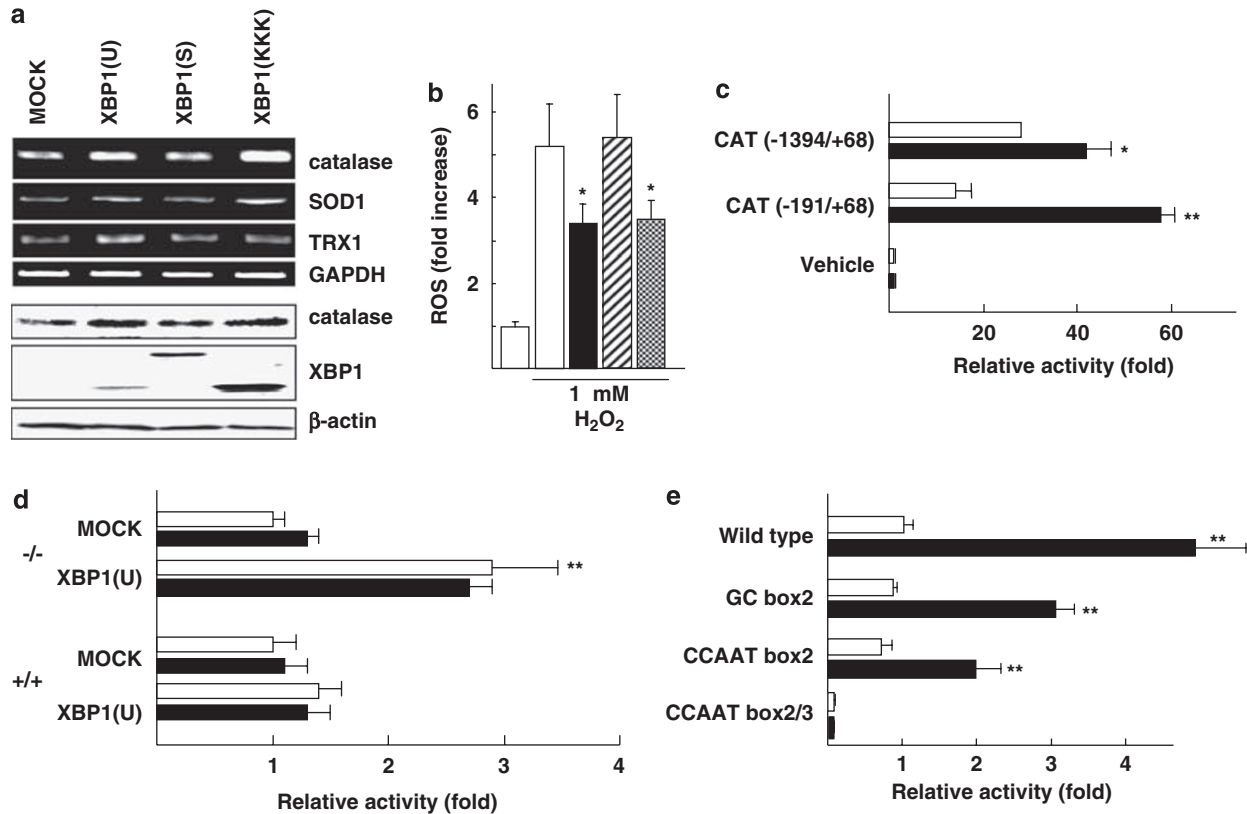 a
MOCK
XBP1(U)
XBP1(S)
XBP1(KKK)
catalase
SOD1
TRX1
GAPDH
catalase
XBP1
β-actin
b
ROS (fold increase)
6
4
2
*
*
1 mM
H₂O₂
c
CAT (-1394/+68)
*
CAT (-191/+68)
**
Vehicle
20 40 60
Relative activity (fold)
d
MOCK
-/-
XBP1(U)
**
MOCK
+/+
XBP1(U)
1 2 3 4
Relative activity (fold)
e
Wild type
**
GC box2
**
CCAAT box2
**
CCAAT box2/3
1 2 3 4
Relative activity (fold)